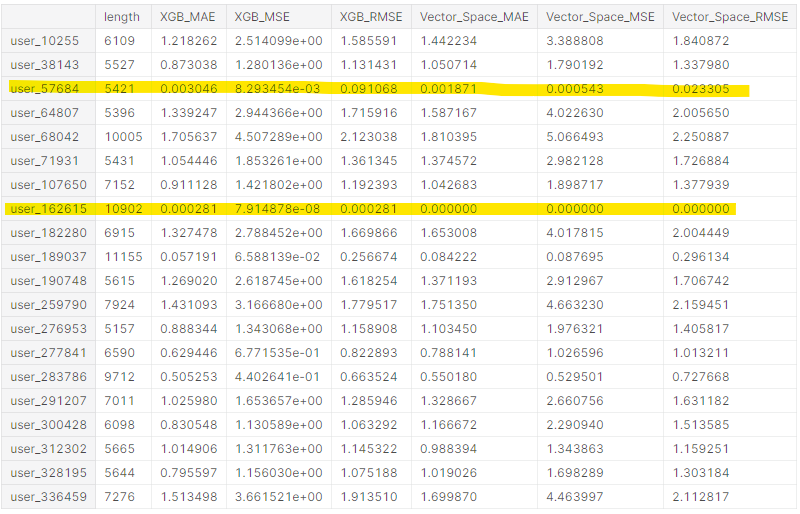 length XGB_MAE XGB_MSE XGB_RMSE Vector_Space_MAE Vector_Space_MSE Vector_Space_RMSE
user_10255 6109 1.218262 2.514099e+00 1.585591 1.442234 3.388808 1.840872
user_38143 5527 0.873038 1.280136e+00 1.131431 1.050714 1.790192 1.337980
user_57684 5421 0.003046 8.293454e-03 0.091068 0.001871 0.000543 0.023305
user_64807 5396 1.339247 2.944366e+00 1.715916 1.587167 4.022630 2.005650
user_68042 10005 1.705637 4.507289e+00 2.123038 1.810395 5.066493 2.250887
user_71931 5431 1.054446 1.853261e+00 1.361345 1.374572 2.982128 1.726884
user_107650 7152 0.911128 1.421802e+00 1.192393 1.042683 1.898717 1.377939
user_162615 10902 0.000281 7.914878e-08 0.000281 0.000000 0.000000 0.000000
user_182280 6915 1.327478 2.788452e+00 1.669866 1.653008 4.017815 2.004449
user_189037 11155 0.057191 6.588139e-02 0.256674 0.084222 0.087695 0.296134
user_190748 5615 1.269020 2.618745e+00 1.618254 1.371193 2.912967 1.706742
user_259790 7924 1.431093 3.166680e+00 1.779517 1.751350 4.663230 2.159451
user_276953 5157 0.888344 1.343068e+00 1.158908 1.103450 1.976321 1.405817
user_277841 6590 0.629446 6.771535e-01 0.822893 0.788141 1.026596 1.013211
user_283786 9712 0.505253 4.402641e-01 0.663524 0.550180 0.529501 0.727668
user_291207 7011 1.025980 1.653657e+00 1.285946 1.328667 2.660756 1.631182
user_300428 6098 0.830548 1.130589e+00 1.063292 1.166672 2.290940 1.513585
user_312302 5665 1.014906 1.311763e+00 1.145322 0.988394 1.343863 1.159251
user_328195 5644 0.795597 1.156030e+00 1.075188 1.019026 1.698289 1.303184
user_336459 7276 1.513498 3.661521e+00 1.913510 1.699870 4.463997 2.112817